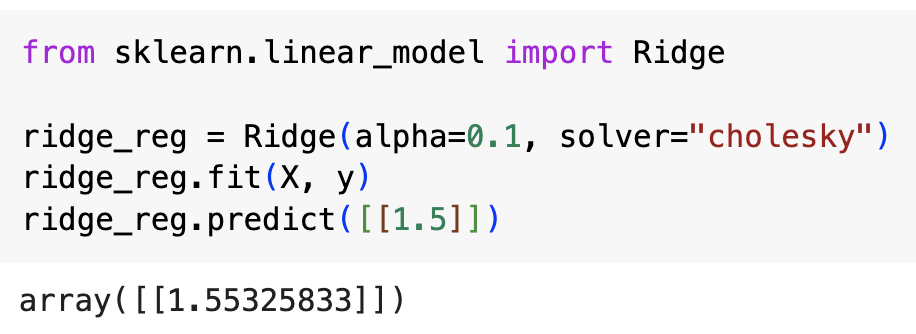 from sklearn.linear_model import Ridge
ridge_reg = Ridge(alpha=0.1, solver="cholesky")
ridge_reg.fit(X, y)
ridge_reg.predict([[1.5]])
array([[1.55325833]])